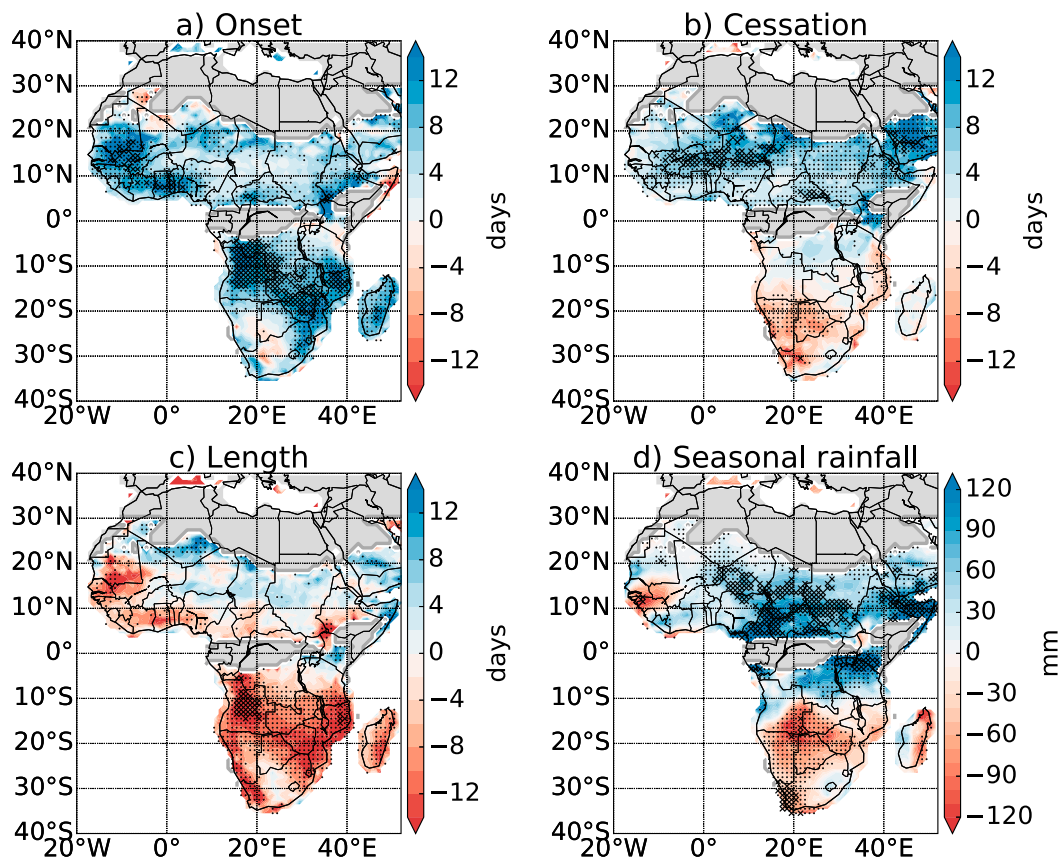 a) Onset
40°N
30°N
20°N
10°N
0°
10°S
20°S
30°S
40°S
20°W 0° 20°E 40°E
12
8
4
0
−4
−8
−12
days
b) Cessation
40°N
30°N
20°N
10°N
0°
10°S
20°S
30°S
40°S
20°W 0° 20°E 40°E
12
8
4
0
−4
−8
−12
days
c) Length
40°N
30°N
20°N
10°N
0°
10°S
20°S
30°S
40°S
20°W 0° 20°E 40°E
12
8
4
0
−4
−8
−12
days
d) Seasonal rainfall
40°N
30°N
20°N
10°N
0°
10°S
20°S
30°S
40°S
20°W 0° 20°E 40°E
120
90
60
30
0
−30
−60
−90
−120
mm